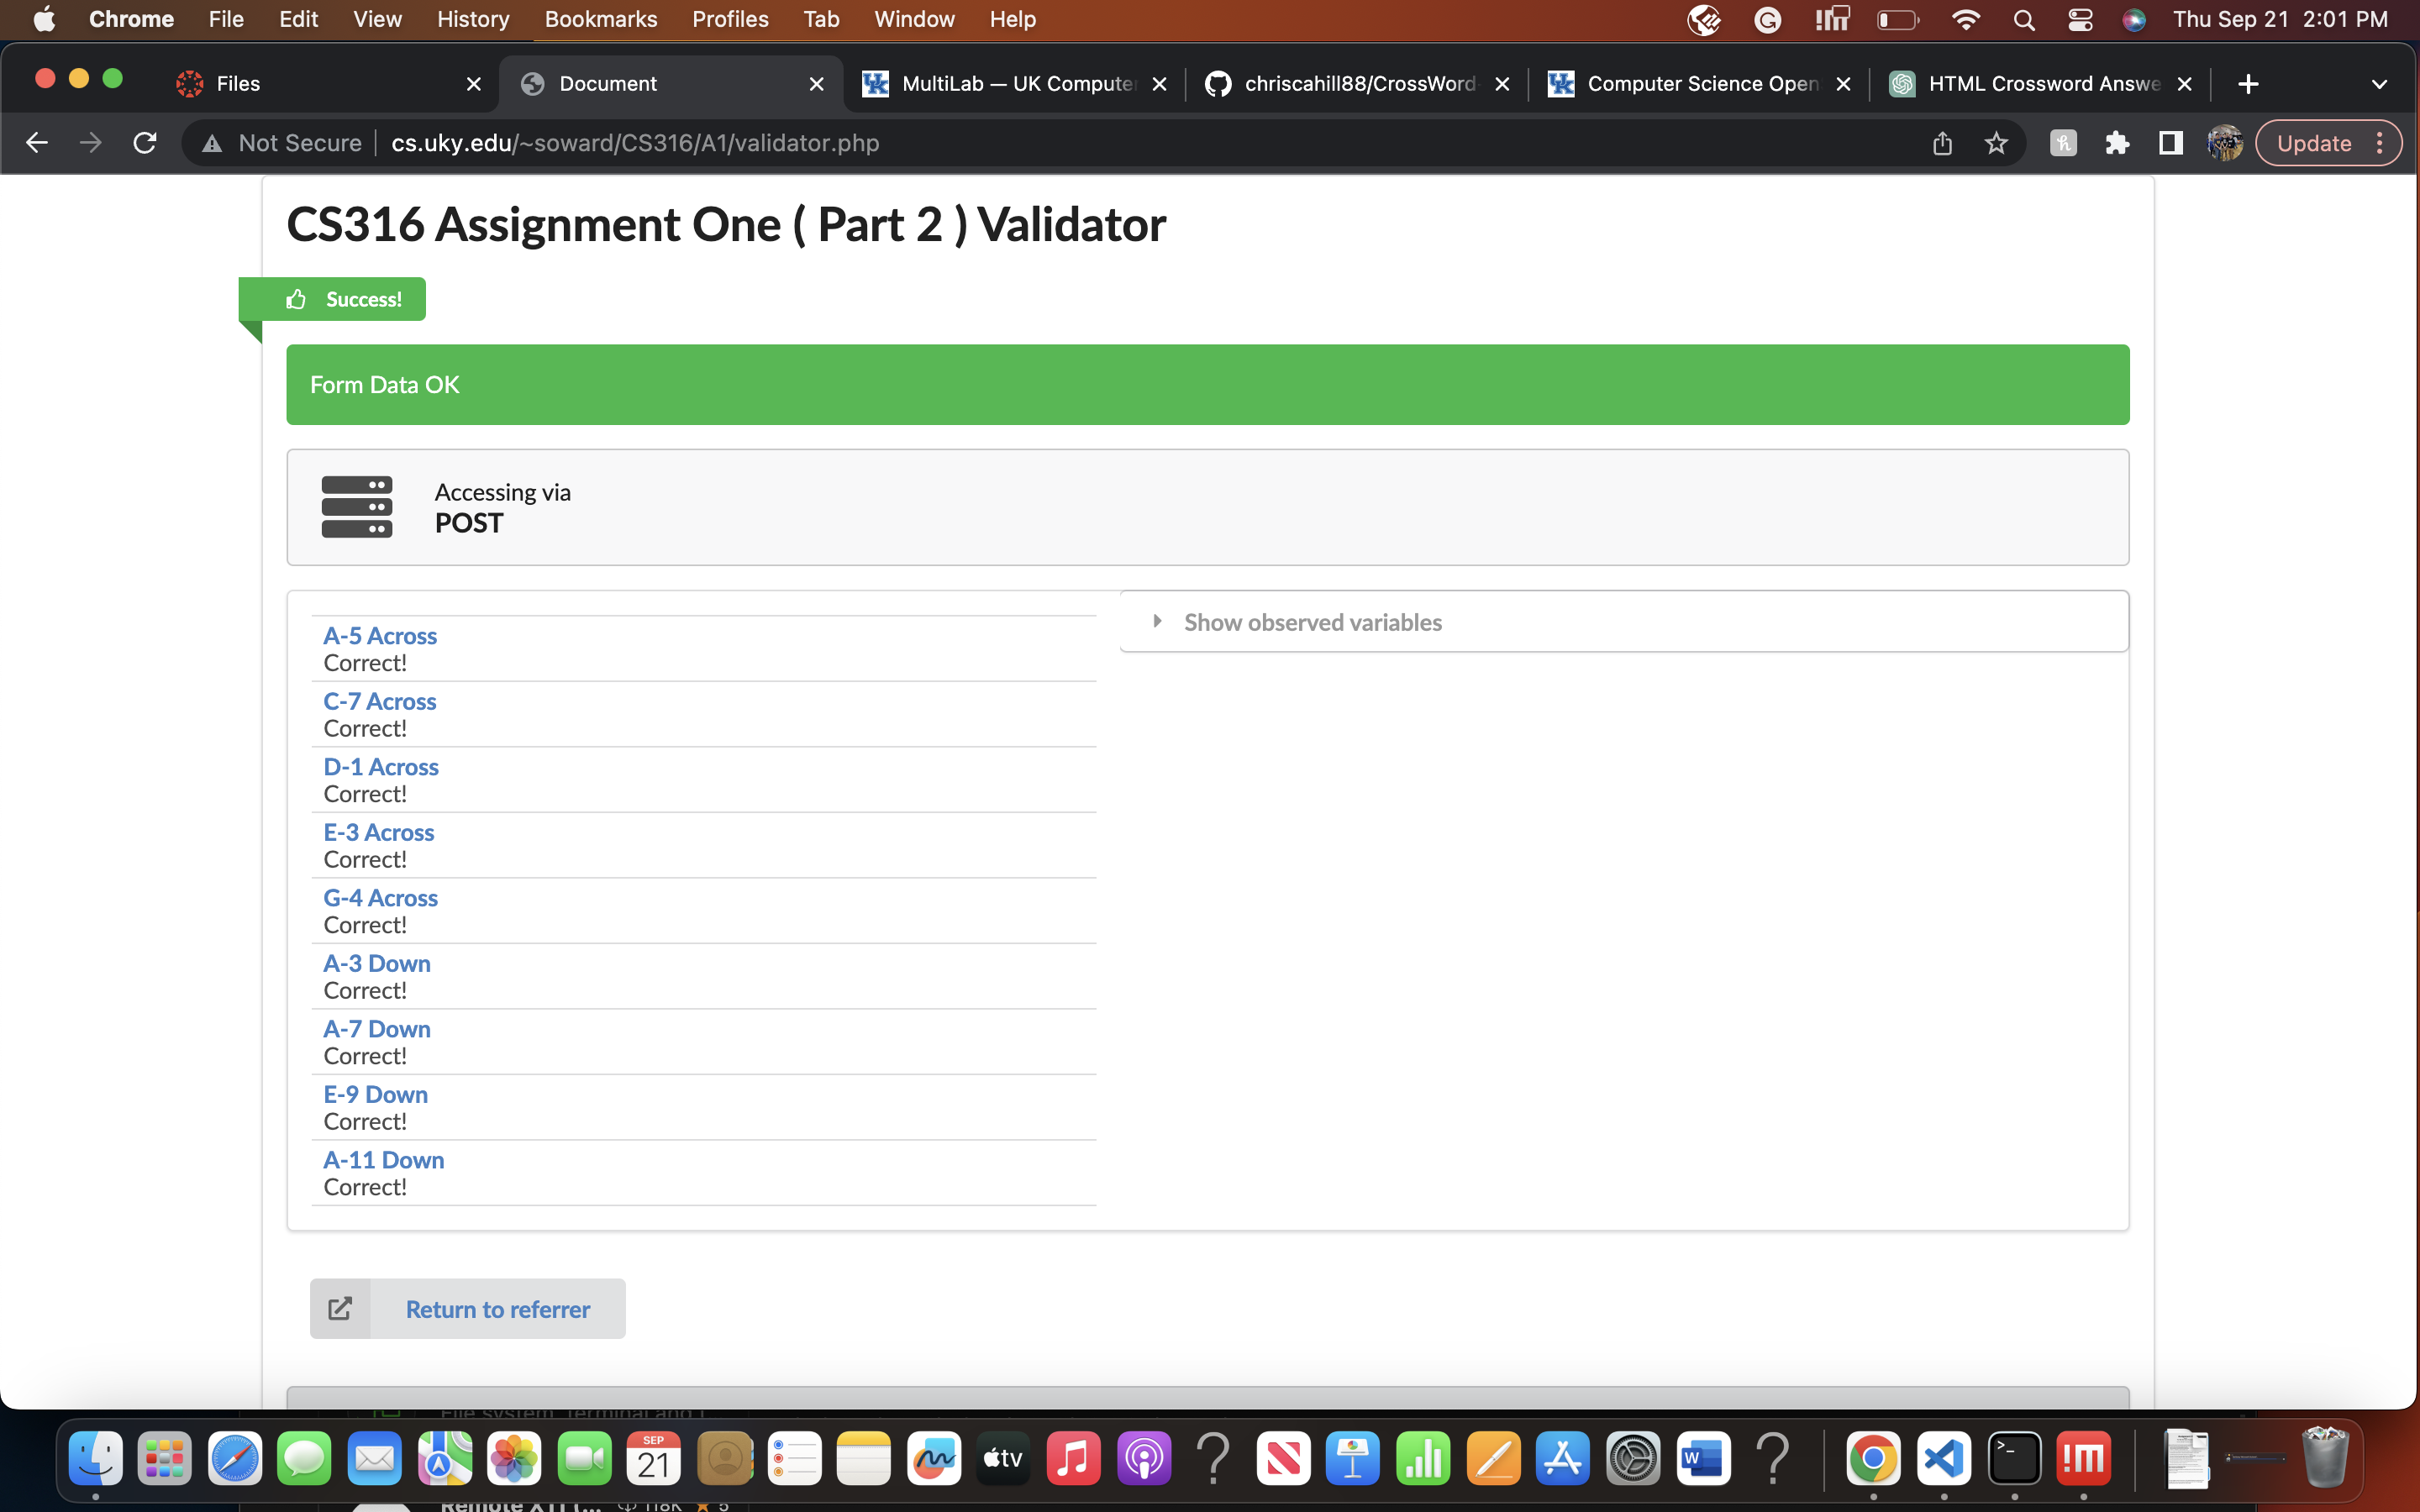 Chrome File Edit View History Bookmarks Profiles Tab Window Help Thu Sep 21 2:01 PM
Files Document MultiLab — UK Compute chriscahill88/CrossWord Computer Science Open HTML Crossword Answe
Not Secure cs.uky.edu/~soward/CS316/A1/validator.php Update
CS316 Assignment One ( Part 2 ) Validator
Success!
Form Data OK
Accessing via
POST
Show observed variables
A-5 Across
Correct!
C-7 Across
Correct!
D-1 Across
Correct!
E-3 Across
Correct!
G-4 Across
Correct!
A-3 Down
Correct!
A-7 Down
Correct!
E-9 Down
Correct!
A-11 Down
Correct!
Return to referrer
SEP
21
tv